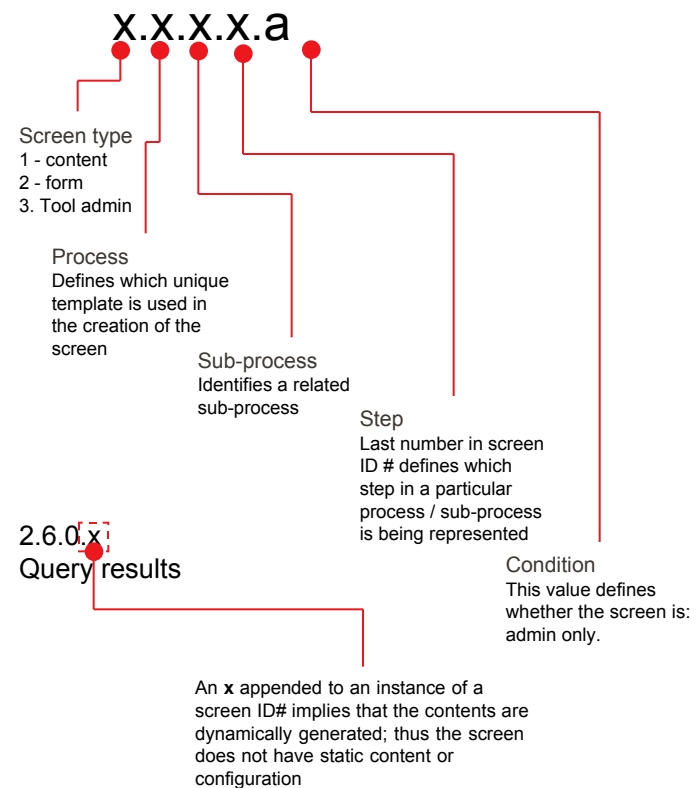 x.x.x.x.a
Screen type
1 - content
2 - form
3. Tool admin
Process
Defines which unique
template is used in
the creation of the
screen
Sub-process
Identifies a related
sub-process
Step
Last number in screen
ID # defines which
step in a particular
process / sub-process
is being represented
Condition
This value defines
whether the screen is:
admin only.
2.6.0.x
Query results
An x appended to an instance of a
screen ID# implies that the contents are
dynamically generated; thus the screen
does not have static content or
configuration